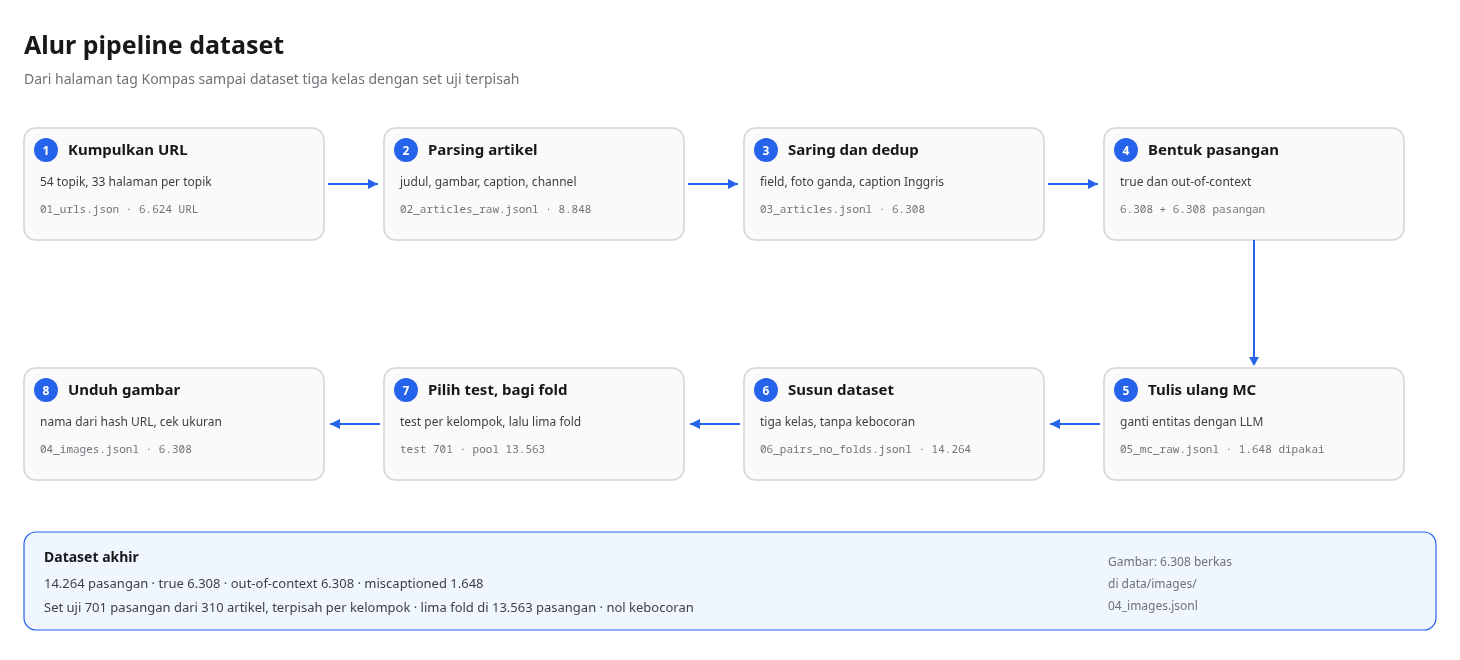 Alur pipeline dataset
Dari halaman tag Kompas sampai dataset tiga kelas dengan set uji terpisah
1 Kumpulkan URL
54 topik, 33 halaman per topik
01_urls.json · 6.624 URL
2 Parsing artikel
judul, gambar, caption, channel
02_articles_raw.jsonl · 8.848
3 Saring dan dedup
field, foto ganda, caption Inggris
03_articles.jsonl · 6.308
4 Bentuk pasangan
true dan out-of-context
6.308 + 6.308 pasangan
8 Unduh gambar
nama dari hash URL, cek ukuran
04_images.jsonl · 6.308
7 Pilih test, bagi fold
test per kelompok, lalu lima fold
test 701 · pool 13.563
6 Susun dataset
tiga kelas, tanpa kebocoran
06_pairs_no_folds.jsonl · 14.264
5 Tulis ulang MC
ganti entitas dengan LLM
05_mc_raw.jsonl · 1.648 dipakai
Dataset akhir
14.264 pasangan · true 6.308 · out-of-context 6.308 · miscaptioned 1.648
Set uji 701 pasangan dari 310 artikel, terpisah per kelompok · lima fold di 13.563 pasangan · nol kebocoran
Gambar: 6.308 berkas
di data/images/
04_images.jsonl